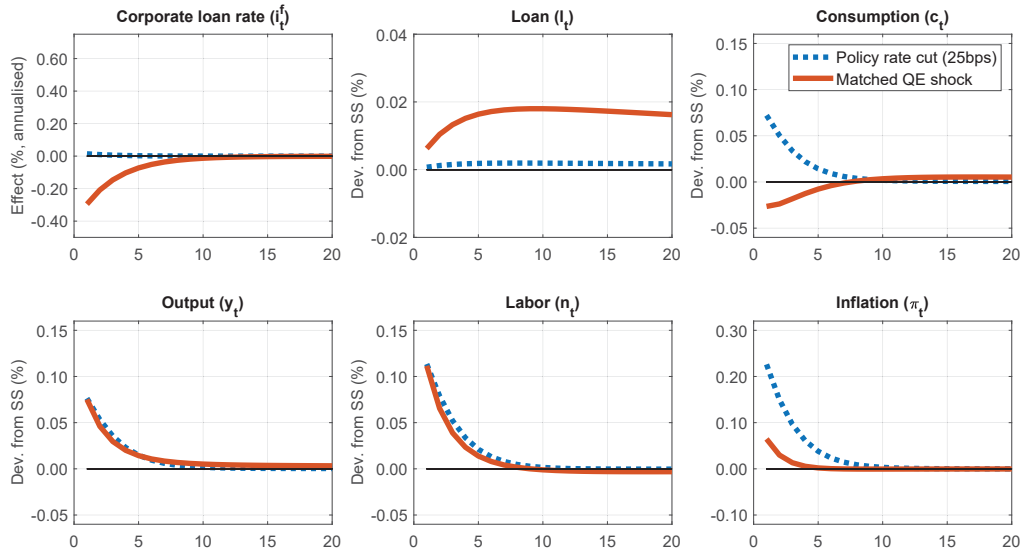 Corporate loan rate (i_t^f)
Effect (%, annualised)
0.60
0.40
0.20
0.00
-0.20
-0.40
0 5 10 15 20
Loan (l_t)
Dev. from SS (%)
0.04
0.02
0.00
-0.02
0 5 10 15 20
Consumption (c_t)
Dev. from SS (%)
0.15
0.10
0.05
0.00
-0.05
0 5 10 15 20
Policy rate cut (25bps)
Matched QE shock
Output (y_t)
Dev. from SS (%)
0.15
0.10
0.05
0.00
-0.05
0 5 10 15 20
Labor (n_t)
Dev. from SS (%)
0.15
0.10
0.05
0.00
-0.05
0 5 10 15 20
Inflation (π_t)
Dev. from SS (%)
0.30
0.20
0.10
0.00
-0.10
0 5 10 15 20